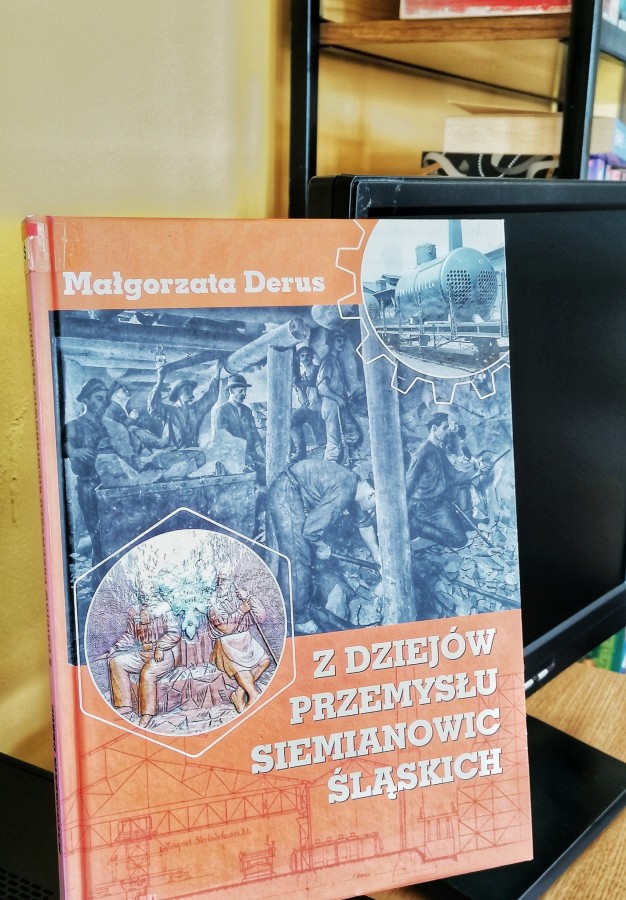 Małgorzata Derus
Z DZIEJÓW
PRZEMYSŁU
SIEMIANOWIC
ŚLĄSKICH